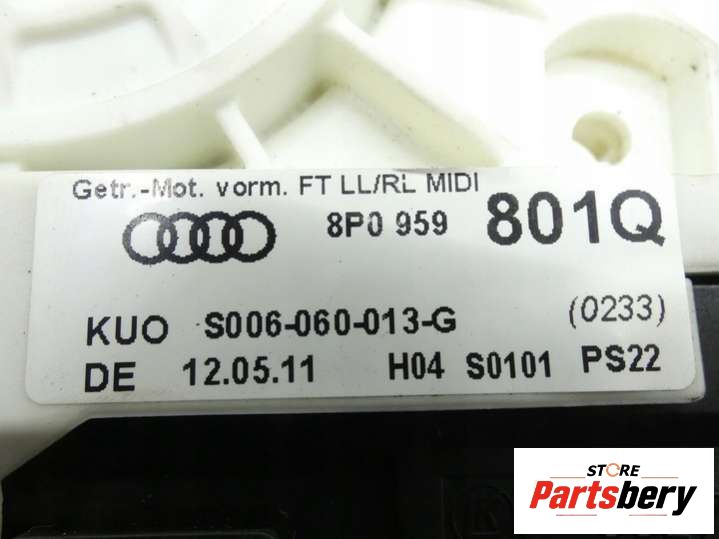 Getr.-Mot. vorm. FT LL/RL MIDI
8P0 959 801Q
KUO S006-060-013-G (0233)
DE 12.05.11 H04 S0101 PS22
STORE
Partsbery